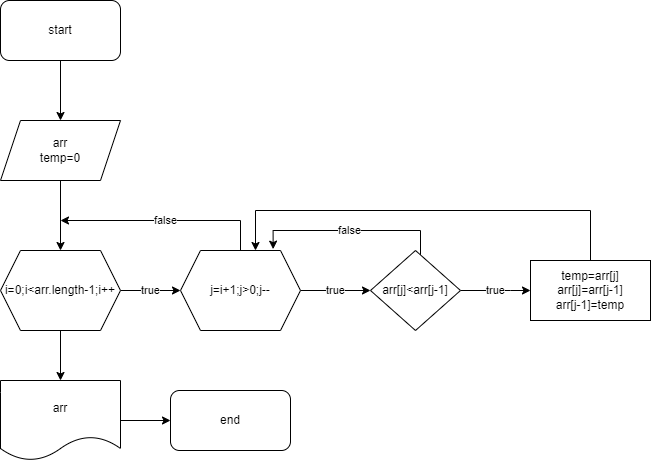 start
arr
temp=0
false
false
i=0;i<arr.length-1;i++
true
j=i+1;j>0;j--
true
arr[j]<arr[j-1]
true
temp=arr[j]
arr[j]=arr[j-1]
arr[j-1]=temp
arr
end